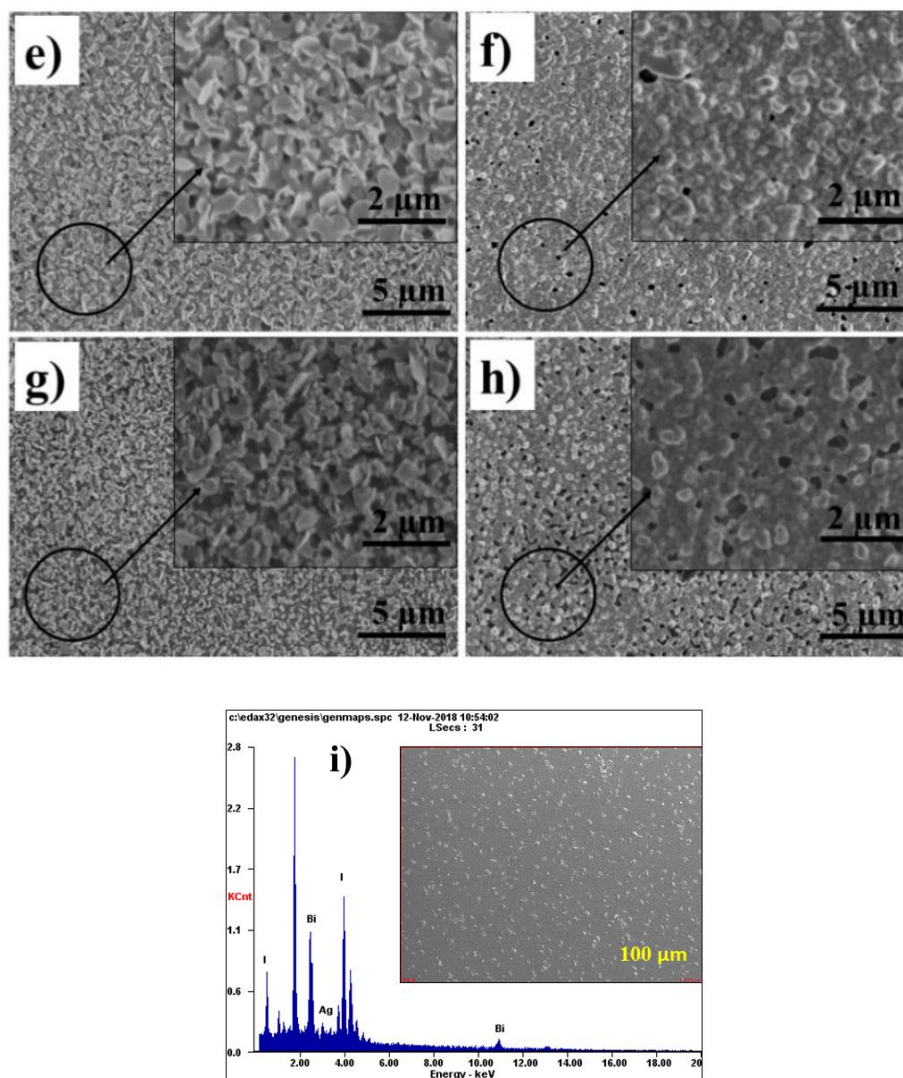 e)
2 µm
5 µm
f)
2 µm
5 µm
g)
2 µm
5 µm
h)
2 µm
5 µm
c:\edax32\genesis\genmaps.spc 12-Nov-2018 10:54:02
LSecs : 31
i)
2.8
2.2
1.7
KCnt
1.1
0.6
0.0
I
Bi
Ag
I
Bi
100 µm
2.00 4.00 6.00 8.00 10.00 12.00 14.00 16.00 18.00 20
Energy - keV